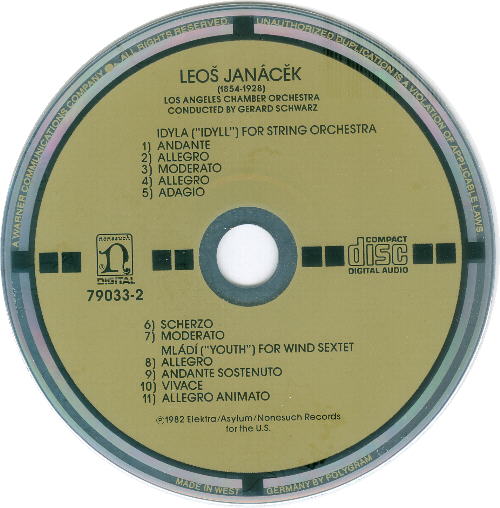 A WARNER COMMUNICATIONS COMPANY ALL RIGHTS RESERVED. UNAUTHORIZED DUPLICATION IS A VIOLATION OF APPLICABLE LAWS
LEOŠ JANÁCĚK
(1854-1928)
LOS ANGELES CHAMBER ORCHESTRA
CONDUCTED BY GERARD SCHWARZ
IDYLA ("IDYLL") FOR STRING ORCHESTRA
1) ANDANTE
2) ALLEGRO
3) MODERATO
4) ALLEGRO
5) ADAGIO
nonesuch
n
DIGITAL
79033-2
COMPACT
disc
DIGITAL AUDIO
6) SCHERZO
7) MODERATO
MLÁDÍ ("YOUTH") FOR WIND SEXTET
8) ALLEGRO
9) ANDANTE SOSTENUTO
10) VIVACE
11) ALLEGRO ANIMATO
℗1982 Elektra/Asylum/Nonesuch Records
for the U.S.
MADE IN WEST GERMANY BY POLYGRAM